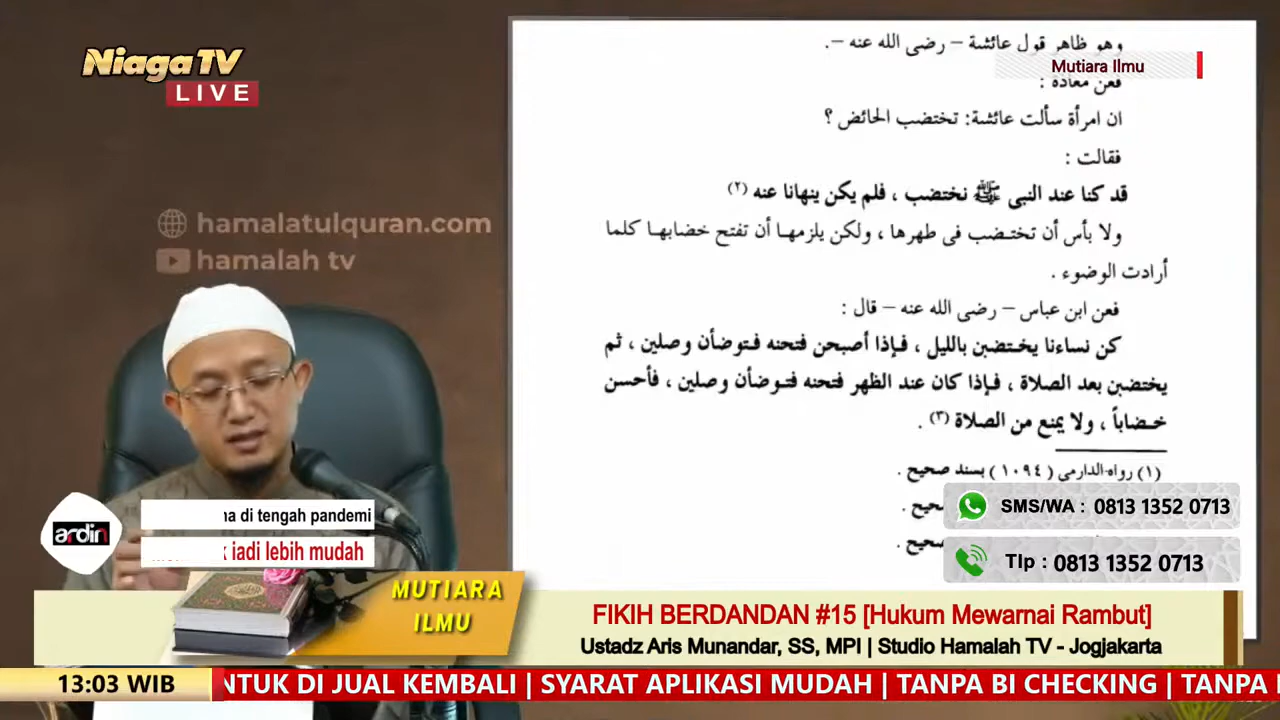 NiagaTV
LIVE
hamalatulquran.com
hamalah tv
وهو ظاهر قول عائشة – رضى الله عنه –.
Mutiara Ilmu
فعن معاذة :
ان امرأة سألت عائشة: تختضب الحائض ؟
فقالت :
قد كنا عند النبى ﷺ نختضب ، فلم يكن ينهانا عنه (٢)
ولا بأس أن تختضب فى طهرها ، ولكن يلزمها أن تفتح خضابها كلما
أرادت الوضوء .
فعن ابن عباس – رضى الله عنه – قال :
كن نساءنا يختضبن بالليل ، فإذا أصبحن فتحنه فتوضأن وصلين ، ثم
يختضبن بعد الصلاة ، فإذا كان عند الظهر فتحنه فتوضأن وصلين ، فأحسن
خضاباً ، ولا يمنع من الصلاة (٣) .
(١) رواه الدارمى (١٠٩٤) بسند صحيح .
صحيح .
صحيح .
SMS/WA : 0813 1352 0713
Tlp : 0813 1352 0713
ardin
di tengah pandemi
jadi lebih mudah
MUTIARA
ILMU
FIKIH BERDANDAN #15 [Hukum Mewarnai Rambut]
Ustadz Aris Munandar, SS, MPI | Studio Hamalah TV - Jogjakarta
13:03 WIB
NTUK DI JUAL KEMBALI | SYARAT APLIKASI MUDAH | TANPA BI CHECKING | TANPA